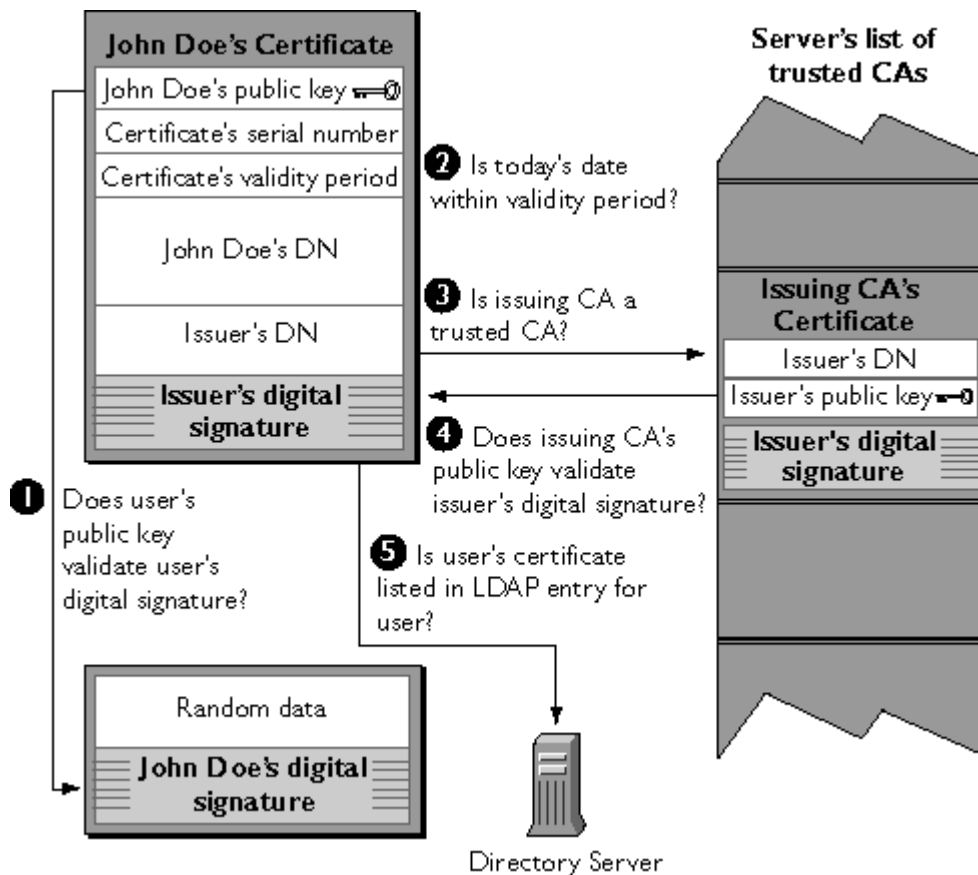 John Doe's Certificate
John Doe's public key
Certificate's serial number
Certificate's validity period
John Doe's DN
Issuer's DN
Issuer's digital
signature
Server's list of
trusted CAs
2 Is today's date
within validity period?
3 Is issuing CA a
trusted CA?
Issuing CA's
Certificate
Issuer's DN
Issuer's public key
Issuer's digital
signature
4 Does issuing CA's
public key validate
issuer's digital signature?
1 Does user's
public key
validate user's
digital signature?
5 Is user's certificate
listed in LDAP entry for
user?
Random data
John Doe's digital
signature
Directory Server